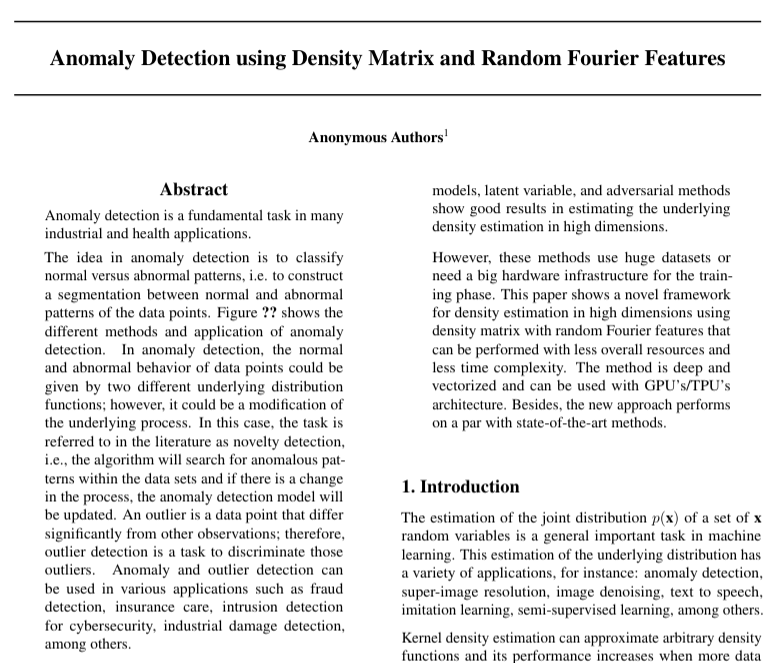 Anomaly Detection using Density Matrix and Random Fourier Features
Anonymous Authors1
Abstract
Anomaly detection is a fundamental task in many
industrial and health applications.
The idea in anomaly detection is to classify
normal versus abnormal patterns, i.e. to construct
a segmentation between normal and abnormal
patterns of the data points. Figure ?? shows the
different methods and application of anomaly
detection. In anomaly detection, the normal
and abnormal behavior of data points could be
given by two different underlying distribution
functions; however, it could be a modification of
the underlying process. In this case, the task is
referred to in the literature as novelty detection,
i.e., the algorithm will search for anomalous pat-
terns within the data sets and if there is a change
in the process, the anomaly detection model will
be updated. An outlier is a data point that differ
significantly from other observations; therefore,
outlier detection is a task to discriminate those
outliers. Anomaly and outlier detection can
be used in various applications such as fraud
detection, insurance care, intrusion detection
for cybersecurity, industrial damage detection,
among others.
models, latent variable, and adversarial methods
show good results in estimating the underlying
density estimation in high dimensions.
However, these methods use huge datasets or
need a big hardware infrastructure for the train-
ing phase. This paper shows a novel framework
for density estimation in high dimensions using
density matrix with random Fourier features that
can be performed with less overall resources and
less time complexity. The method is deep and
vectorized and can be used with GPU's/TPU's
architecture. Besides, the new approach performs
on a par with state-of-the-art methods.
1. Introduction
The estimation of the joint distribution p(x) of a set of x
random variables is a general important task in machine
learning. This estimation of the underlying distribution has
a variety of applications, for instance: anomaly detection,
super-image resolution, image denoising, text to speech,
imitation learning, semi-supervised learning, among others.
Kernel density estimation can approximate arbitrary density
functions and its performance increases when more data